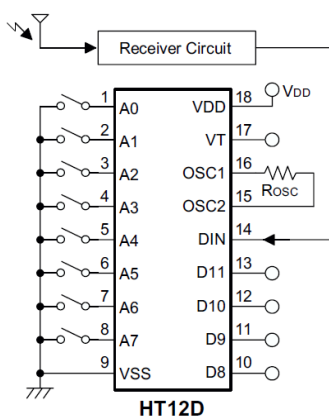 Receiver Circuit
1 A0 VDD 18 VDD
2 A1 VT 17
3 A2 OSC1 16
ROSC
4 A3 OSC2 15
5 A4 DIN 14
6 A5 D11 13
7 A6 D10 12
8 A7 D9 11
9 VSS D8 10
HT12D